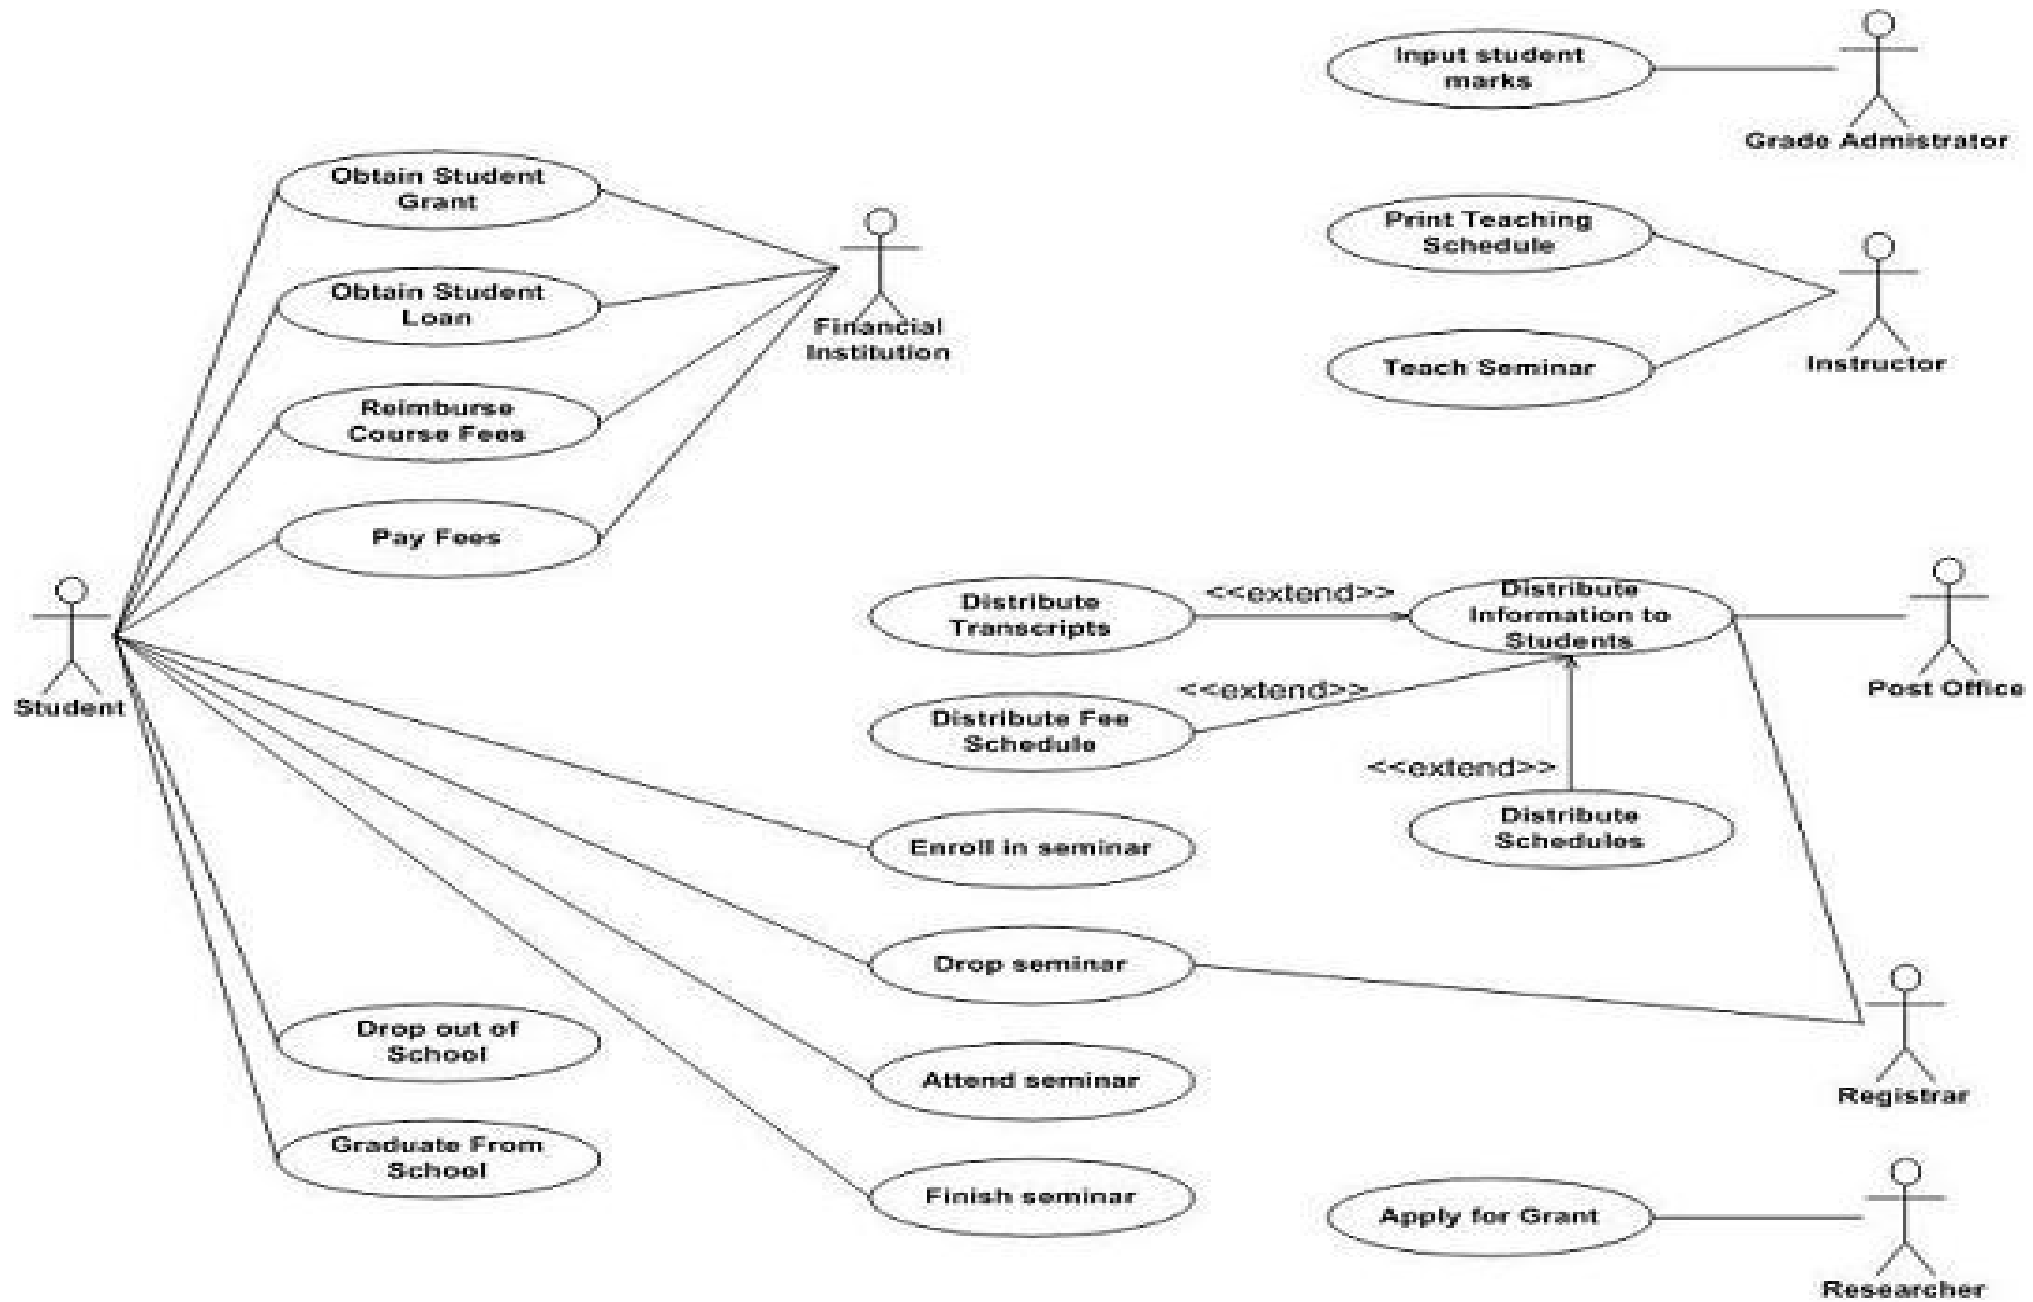 Input student
marks
Grade Admistrator
Obtain Student
Grant
Print Teaching
Schedule
Obtain Student
Loan
Financial
Institution
Teach Seminar
Instructor
Reimburse
Course Fees
Pay Fees
Student
Distribute
Transcripts
<<extend>>
Distribute
Information to
Students
Post Office
<<extend>>
Distribute Fee
Schedule
<<extend>>
Distribute
Schedules
Enroll in seminar
Drop seminar
Registrar
Drop out of
School
Attend seminar
Graduate From
School
Finish seminar
Apply for Grant
Researcher